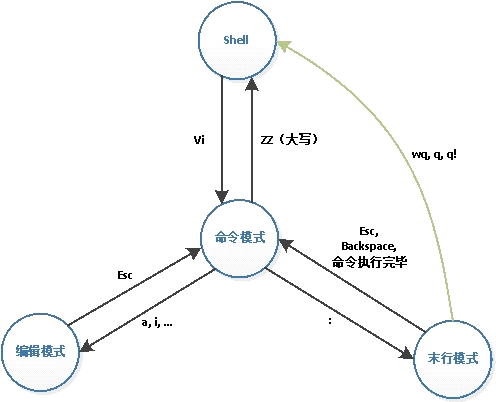 Shell
Vi
ZZ（大写）
wq, q, q!
命令模式
Esc,
Backspace,
命令执行完毕
Esc
a, i, ...
:
编辑模式
末行模式